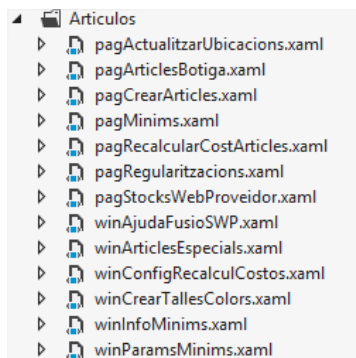 Articulos
pagActualitzarUbicacions.xaml
pagArticlesBotiga.xaml
pagCrearArticles.xaml
pagMinims.xaml
pagRecalcularCostArticles.xaml
pagRegularitzacions.xaml
pagStocksWebProveidor.xaml
winAjudaFusioSWP.xaml
winArticlesEspecials.xaml
winConfigRecalculCostos.xaml
winCrearTallesColors.xaml
winInfoMinims.xaml
winParamsMinims.xaml